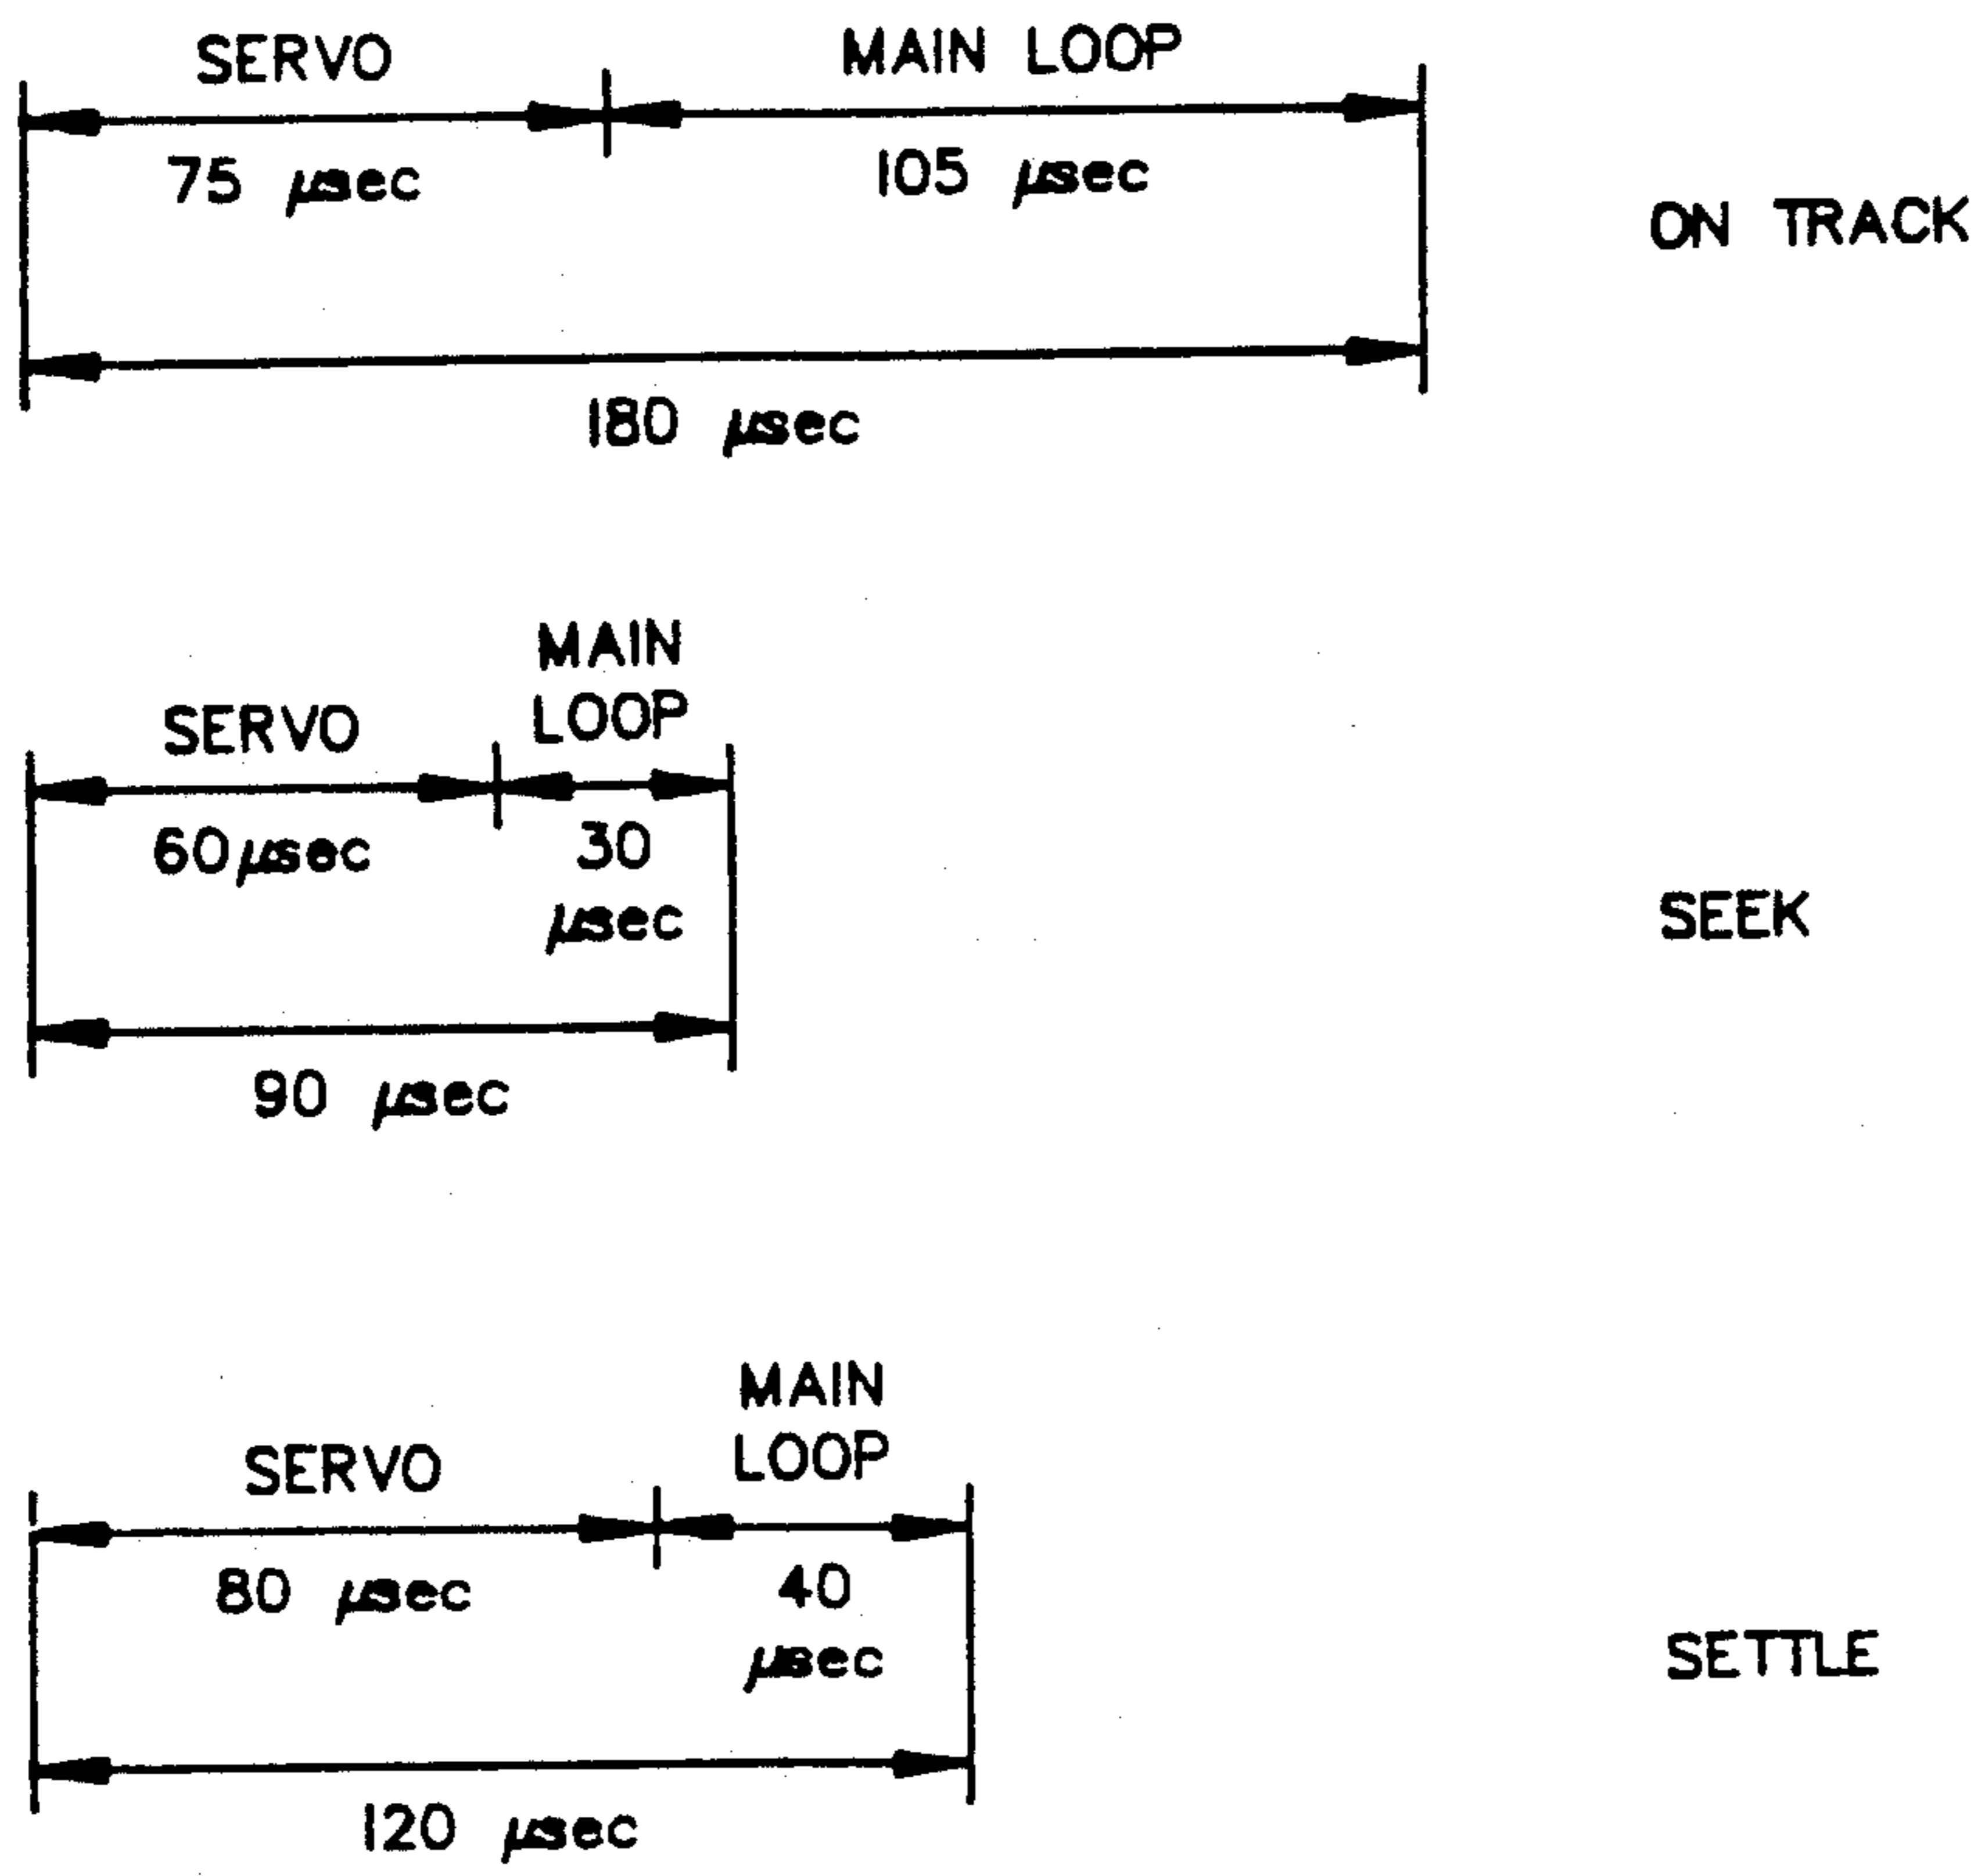 SERVO MAIN LOOP
75 µsec 105 µsec
ON TRACK
180 µsec
MAIN
LOOP
SERVO
60µsec 30
µsec
SEEK
90 µsec
MAIN
LOOP
SERVO
80 µsec 40
µsec
SETTLE
120 µsec